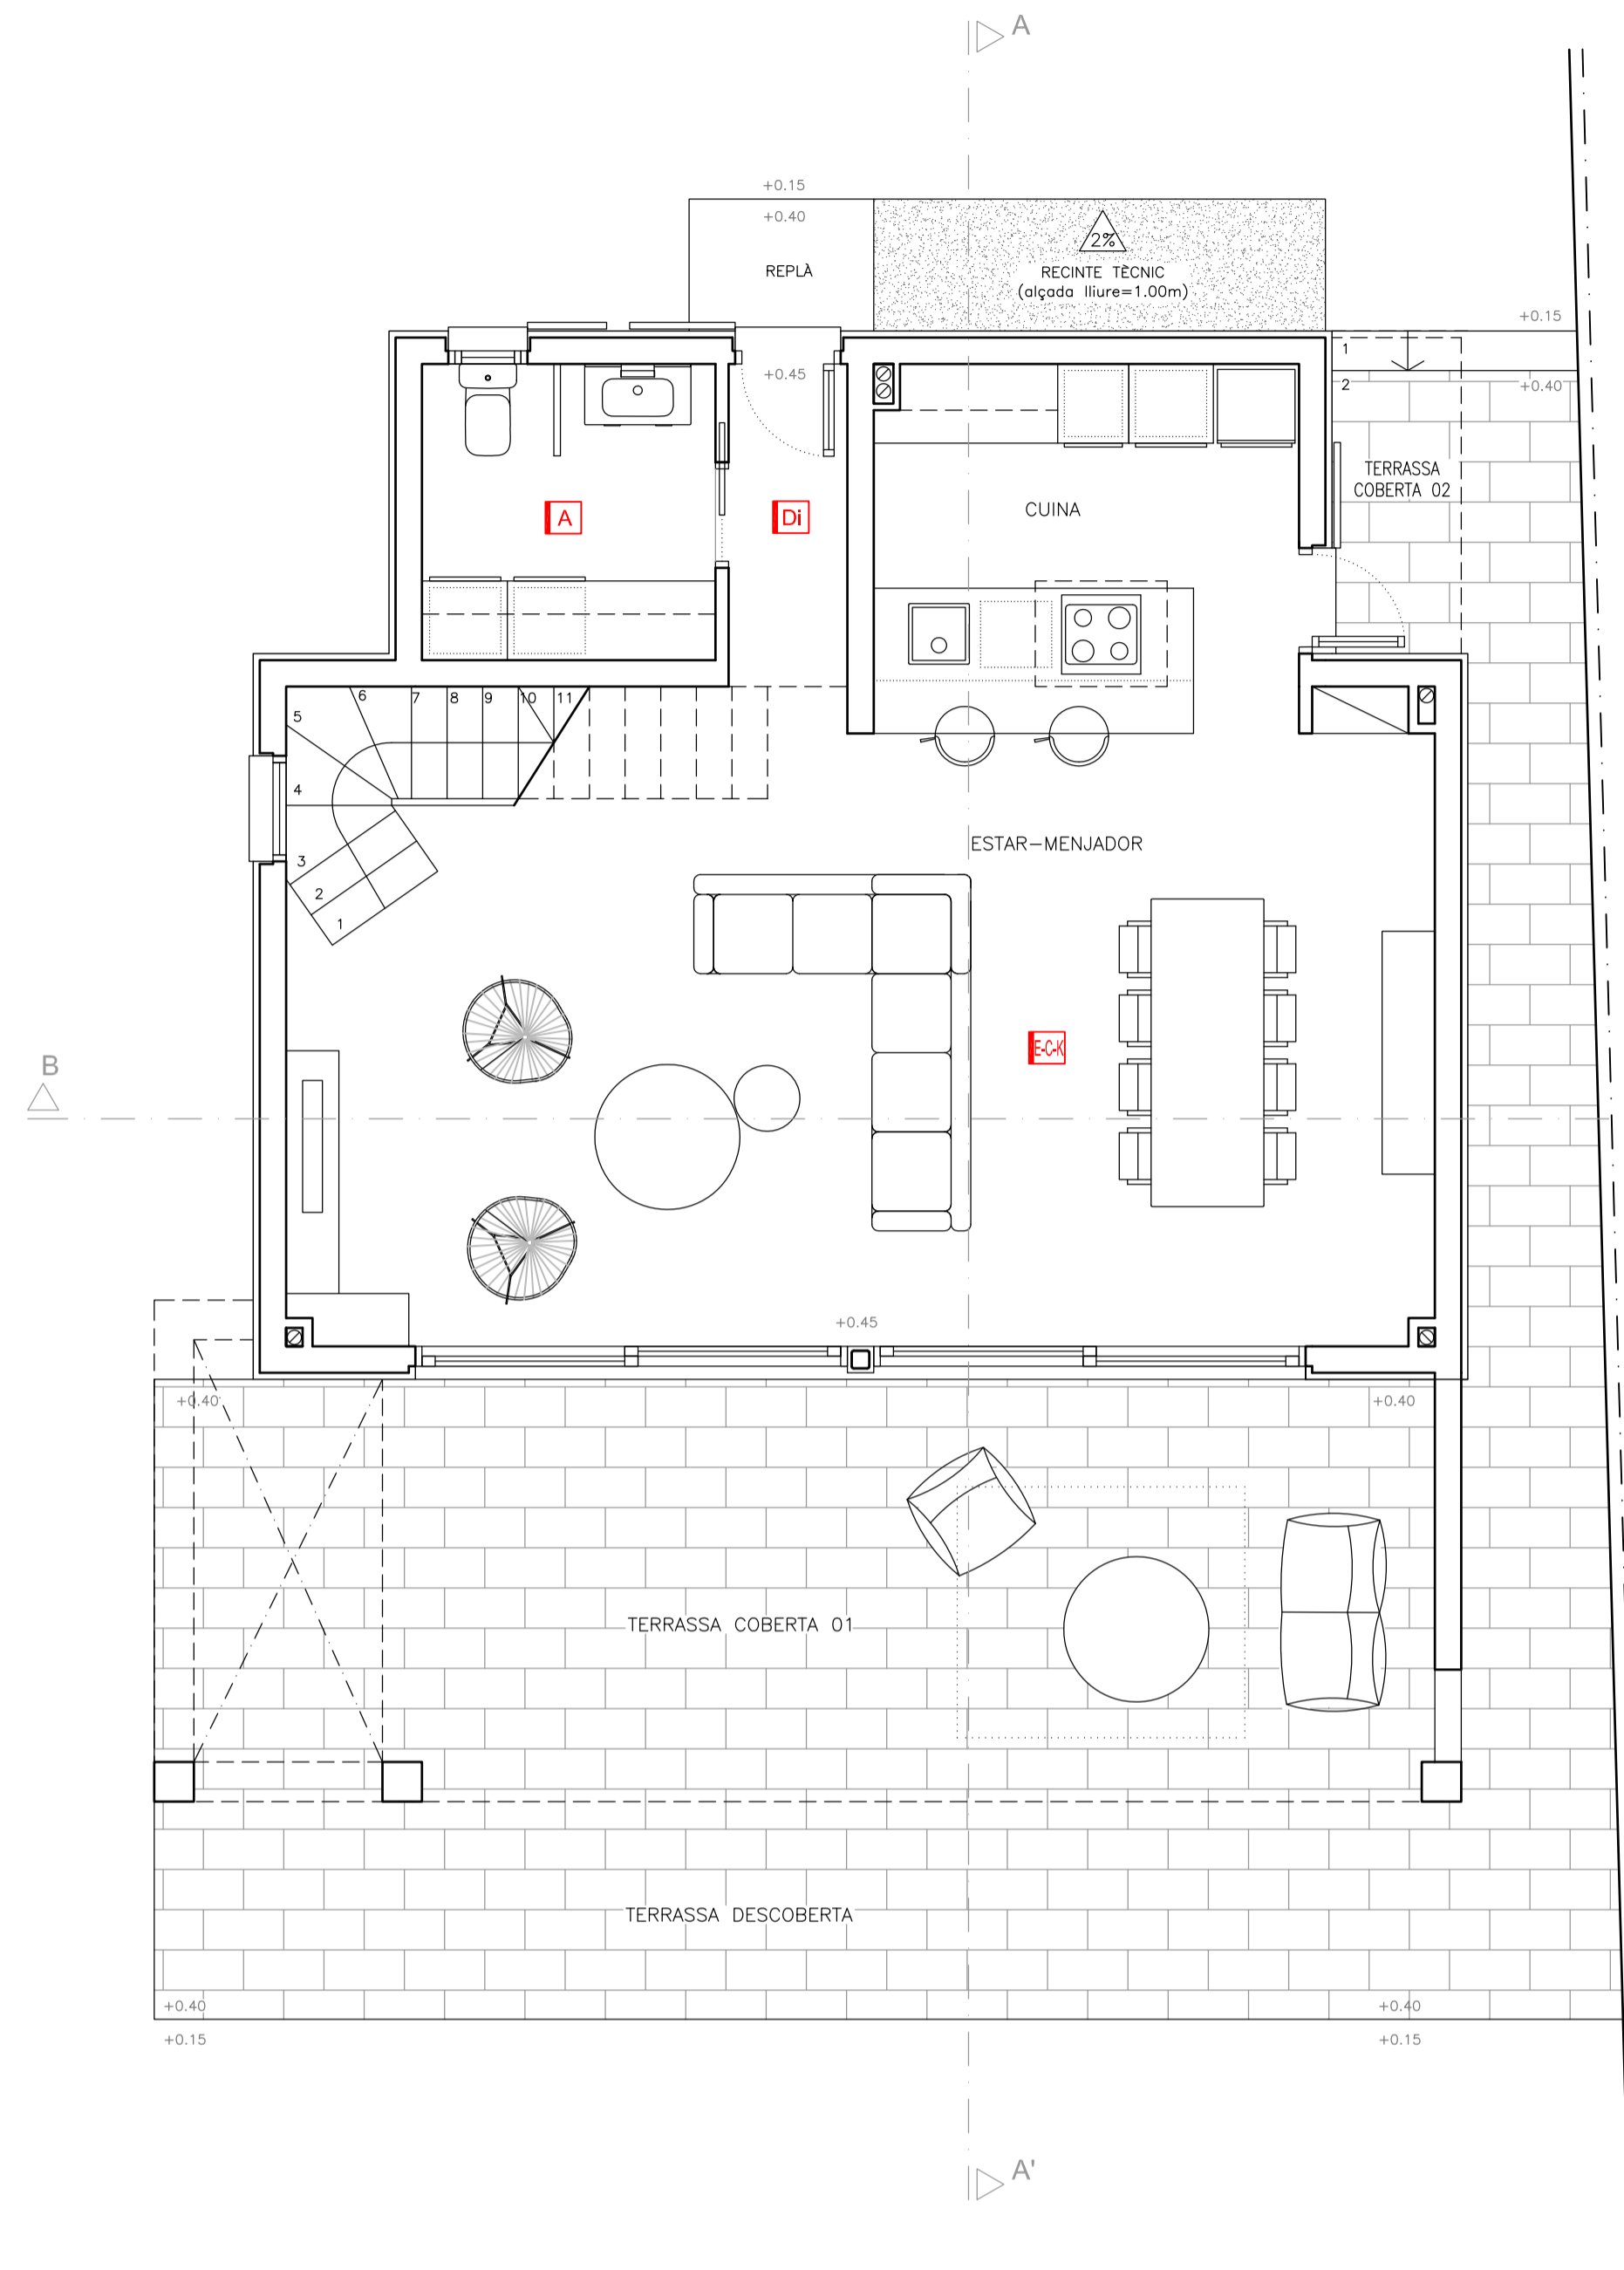 A
+0.15
+0.40
2%
REPLÀ
RECINTE TÈCNIC
(alçada lliure=1.00m)
+0.15
1
+0.45
2
+0.40
TERRASSA
COBERTA 02
CUINA
A
Di
6
7
8
9
10
11
5
4
3
2
1
ESTAR-MENJADOR
E-C-K
B
+0.45
+0.40
+0.40
TERRASSA COBERTA 01
TERRASSA DESCOBERTA
+0.40
+0.40
+0.15
+0.15
A'